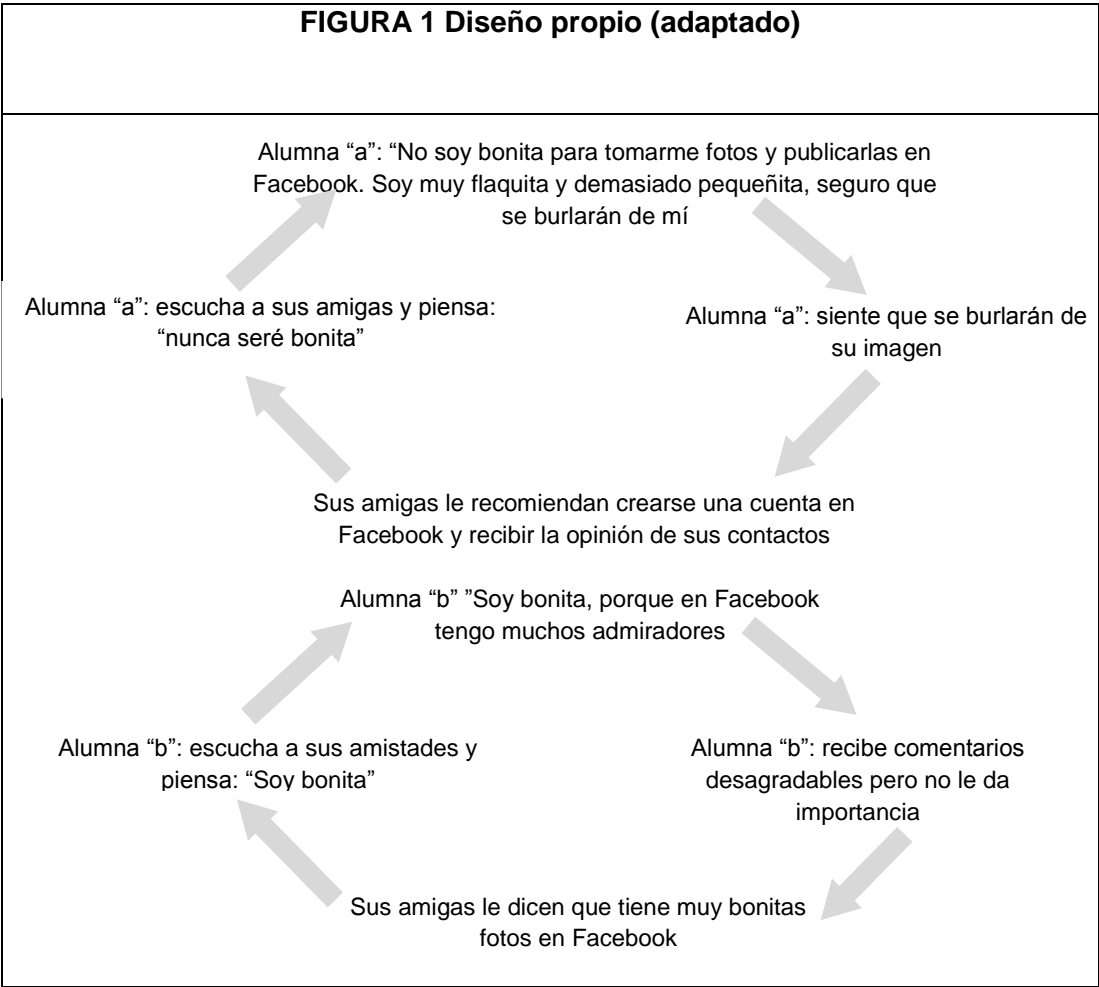 FIGURA 1 Diseño propio (adaptado)
Alumna “a”: “No soy bonita para tomarme fotos y publicarlas en
Facebook. Soy muy flaquita y demasiado pequeñita, seguro que
se burlarán de mí
Alumna “a”: siente que se burlarán de
su imagen
Sus amigas le recomiendan crearse una cuenta en
Facebook y recibir la opinión de sus contactos
Alumna “a”: escucha a sus amigas y piensa:
“nunca seré bonita”
Alumna “b” ”Soy bonita, porque en Facebook
tengo muchos admiradores
Alumna “b”: recibe comentarios
desagradables pero no le da
importancia
Sus amigas le dicen que tiene muy bonitas
fotos en Facebook
Alumna “b”: escucha a sus amistades y
piensa: “Soy bonita”